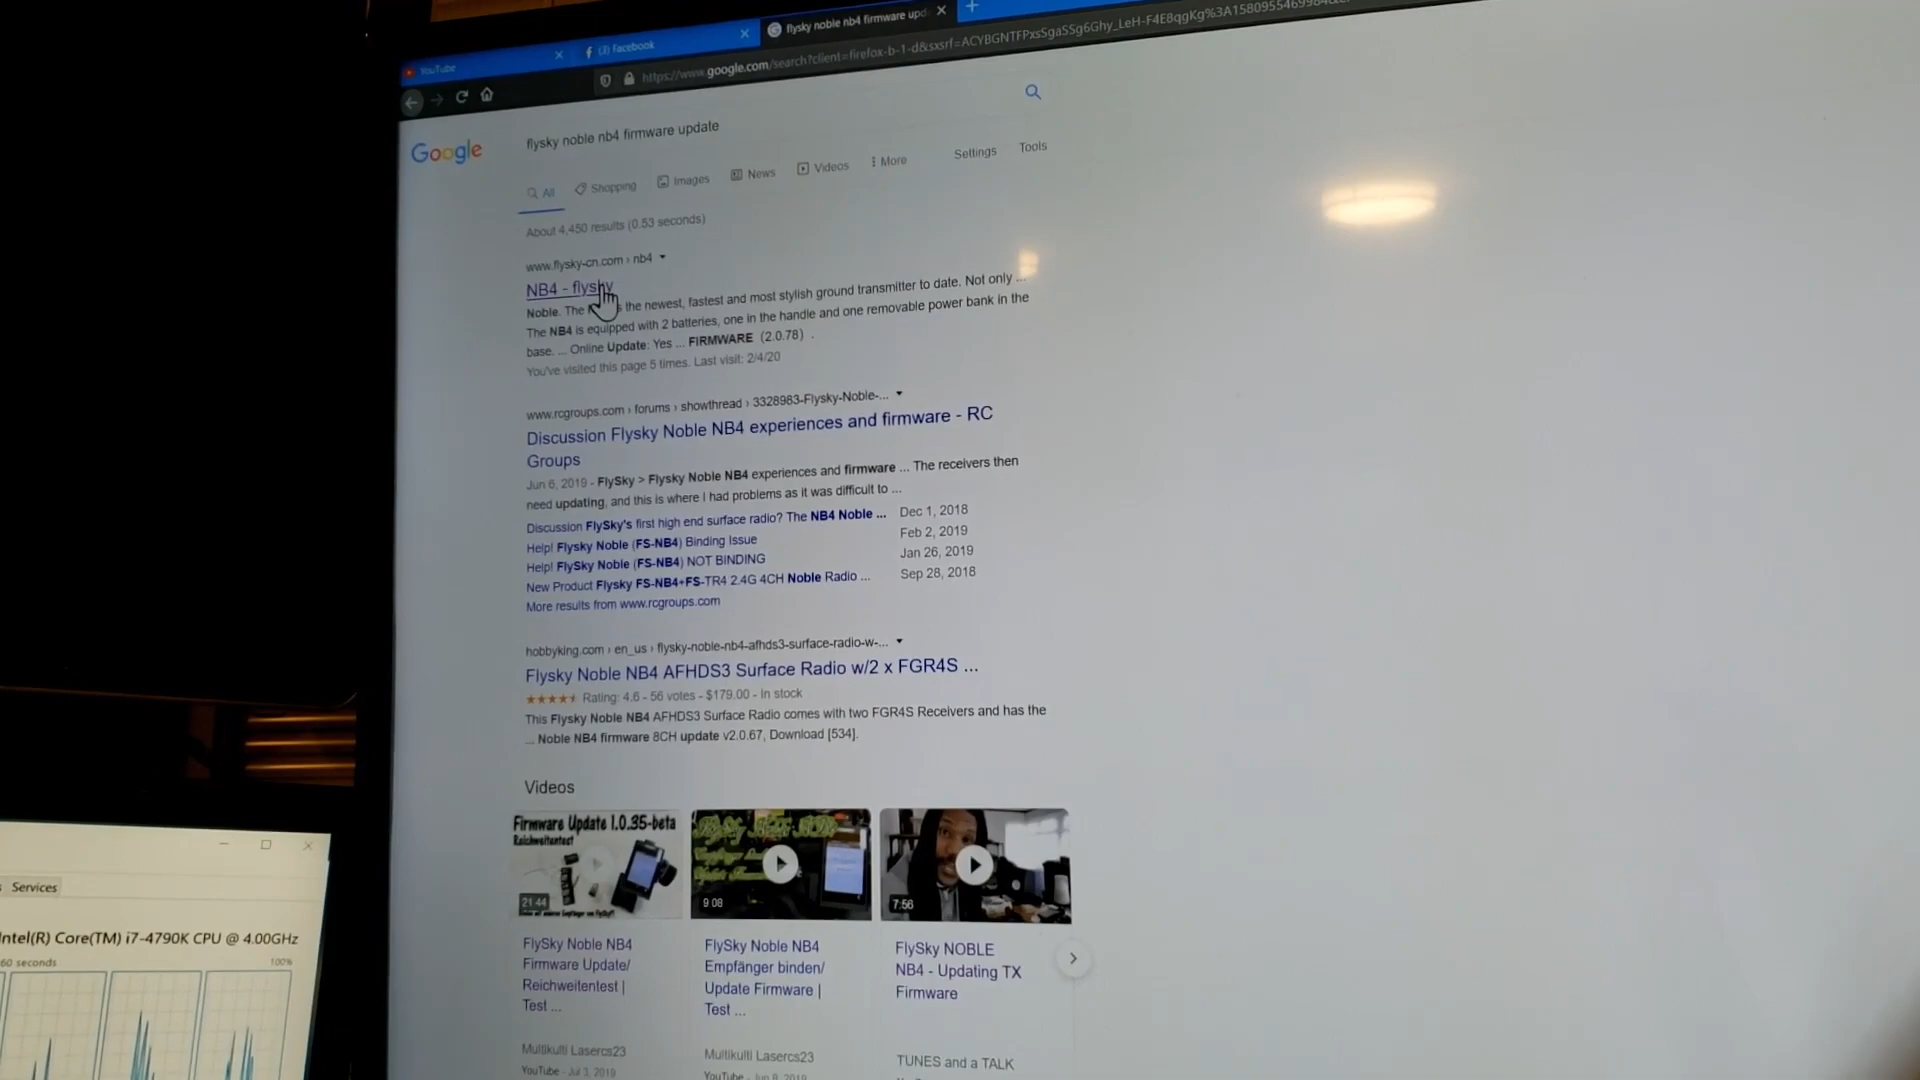 YouTube
(3) Facebook
flysky noble nb4 firmware upd
https://www.google.com/search?client=firefox-b-1-d&sxsrf=
Google
flysky noble nb4 firmware update
All
Shopping
Images
News
Videos
More
Settings
Tools
About 4,450 results (0.53 seconds)
www.flysky-cn.com › nb4
NB4 - flysky
Noble. The the newest, fastest and most stylish ground transmitter to date. Not only ...
The NB4 is equipped with 2 batteries, one in the handle and one removable power bank in the
base. ... Online Update: Yes ... FIRMWARE (2.0.78) .
You've visited this page 5 times. Last visit: 2/4/20
www.rcgroups.com › forums › showthread › 3328983-Flysky-Noble-...
Discussion Flysky Noble NB4 experiences and firmware - RC
Groups
Jun 6, 2019 - FlySky > Flysky Noble NB4 experiences and firmware ... The receivers then
need updating, and this is where I had problems as it was difficult to ...
Discussion FlySky's first high end surface radio? The NB4 Noble ... Dec 1, 2018
Help! Flysky Noble (FS-NB4) Binding Issue Feb 2, 2019
Help! FlySky Noble (FS-NB4) NOT BINDING Jan 26, 2019
New Product Flysky FS-NB4+FS-TR4 2.4G 4CH Noble Radio ... Sep 28, 2018
More results from www.rcgroups.com
hobbyking.com › en_us › flysky-noble-nb4-afhds3-surface-radio-w-...
Flysky Noble NB4 AFHDS3 Surface Radio w/2 x FGR4S ...
Rating: 4.6 - 56 votes - $179.00 - In stock
This Flysky Noble NB4 AFHDS3 Surface Radio comes with two FGR4S Receivers and has the
... Noble NB4 firmware 8CH update v2.0.67, Download [534].
Videos
Firmware Update 1.0.35-beta
Reichweitentest
21:44
9:08
7:56
FlySky Noble NB4
Firmware Update/
Reichweitentest |
Test ...
FlySky Noble NB4
Empfänger binden/
Update Firmware |
Test ...
FlySky NOBLE
NB4 - Updating TX
Firmware
Multikulti Lasercs23
YouTube - Jul 3, 2019
Multikulti Lasercs23
TUNES and a TALK
Services
Intel(R) Core(TM) i7-4790K CPU @ 4.00GHz
60 seconds
100%